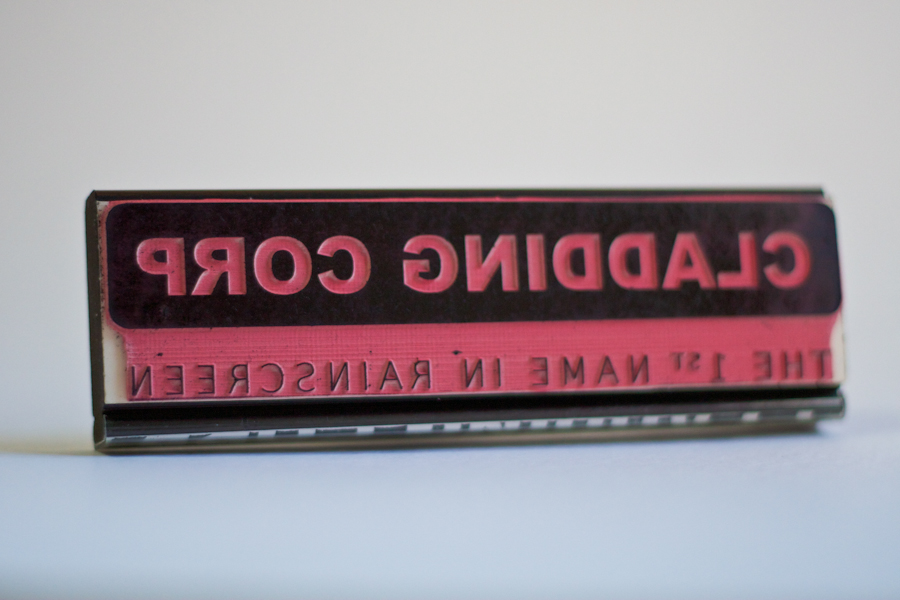 CLADDING CORP
THE 1ST NAME IN RAINSCREEN